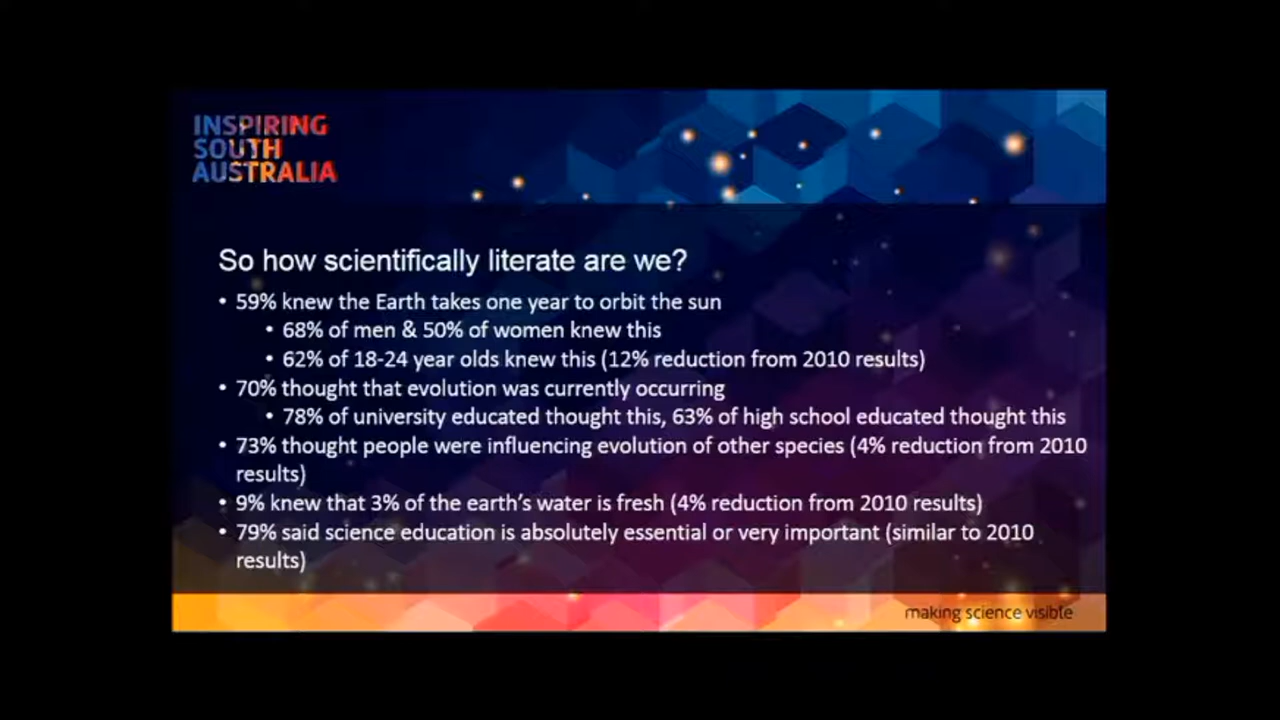 INSPIRING
SOUTH
AUSTRALIA
So how scientifically literate are we?
• 59% knew the Earth takes one year to orbit the sun
• 68% of men & 50% of women knew this
• 62% of 18-24 year olds knew this (12% reduction from 2010 results)
• 70% thought that evolution was currently occurring
• 78% of university educated thought this, 63% of high school educated thought this
• 73% thought people were influencing evolution of other species (4% reduction from 2010
results)
• 9% knew that 3% of the earth's water is fresh (4% reduction from 2010 results)
• 79% said science education is absolutely essential or very important (similar to 2010
results)
making science visible